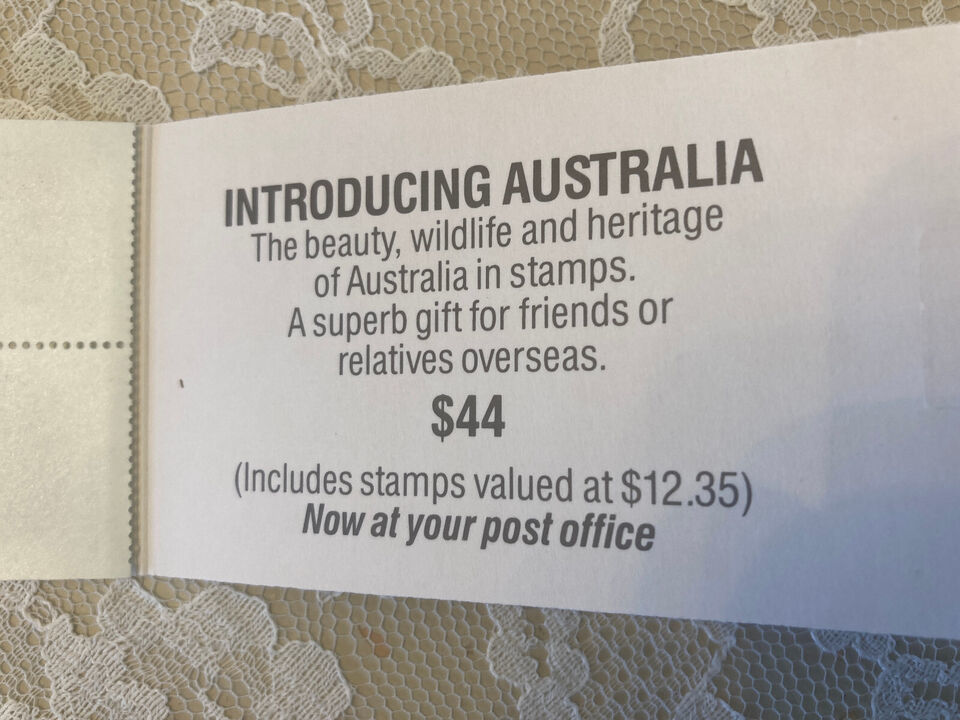 INTRODUCING AUSTRALIA
The beauty, wildlife and heritage
of Australia in stamps.
A superb gift for friends or
relatives overseas.
$44
(Includes stamps valued at $12.35)
Now at your post office